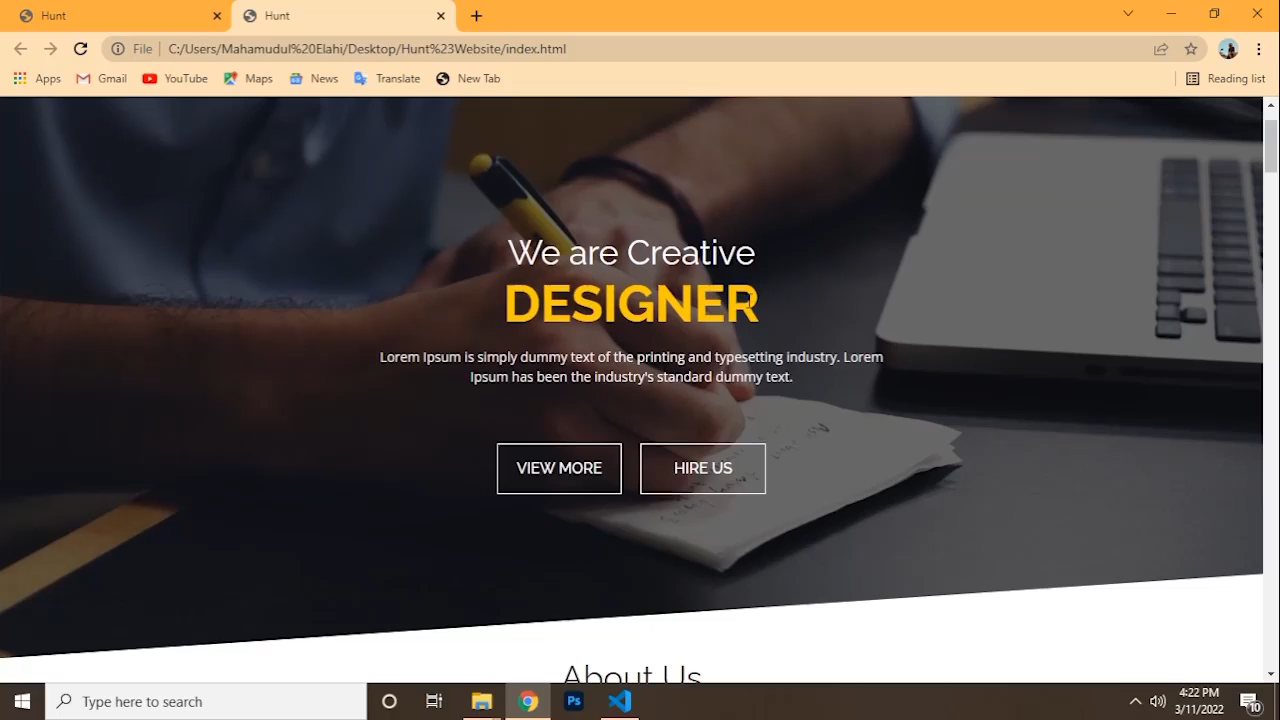 Hunt
Hunt
File
C:/Users/Mahamudul%20Elahi/Desktop/Hunt%23Website/index.html
Apps
Gmail
YouTube
Maps
News
Translate
New Tab
Reading list
We are Creative
DESIGNER
Lorem Ipsum is simply dummy text of the printing and typesetting industry. Lorem
Ipsum has been the industry's standard dummy text.
VIEW MORE
HIRE US
About Us
Type here to search
Ps
4:22 PM
3/11/2022
10